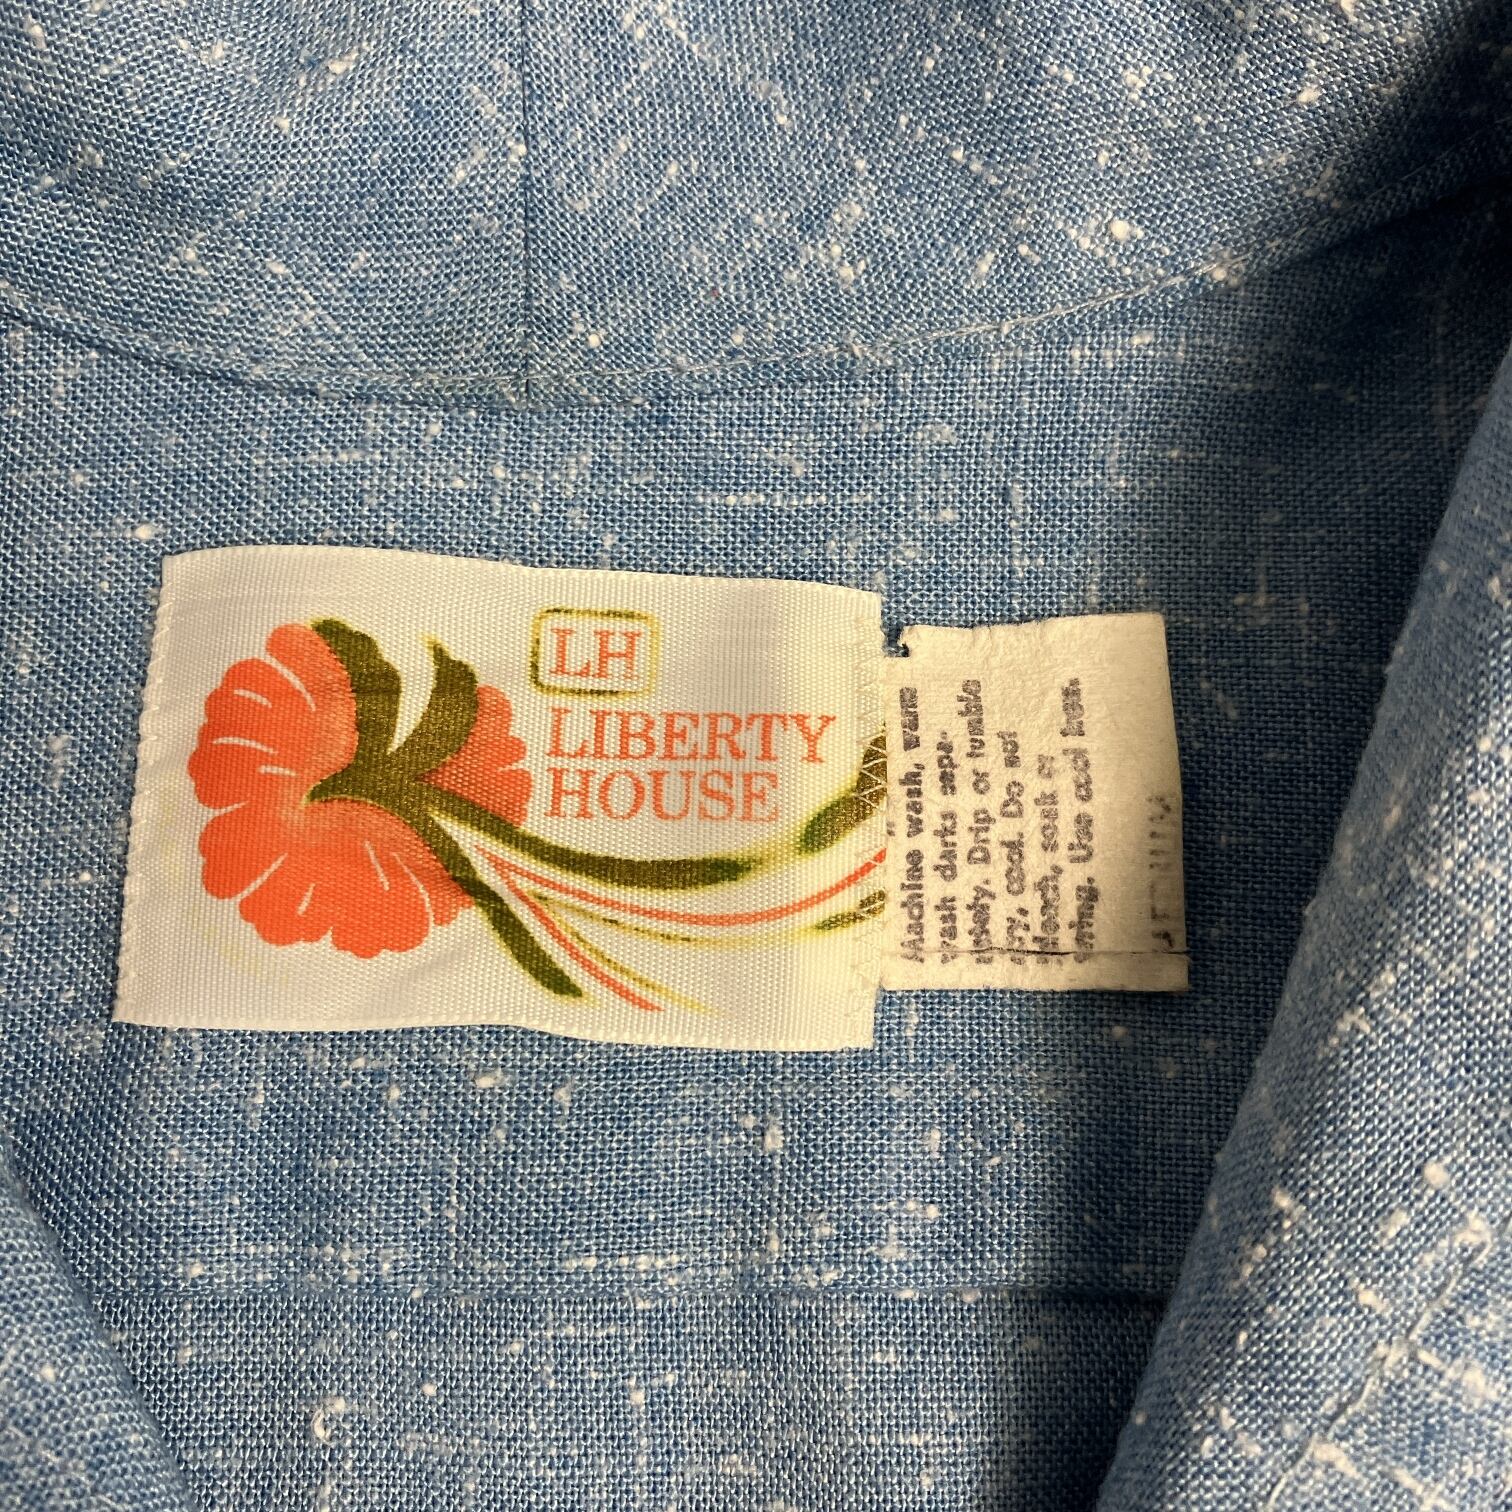 LH
LIBERTY
HOUSE
Machine wash, warm
wash darks sepa-
rately. Drip or tumble
dry, cool. Do not
bleach, soak or
wring. Use cool iron.
MEDIUM